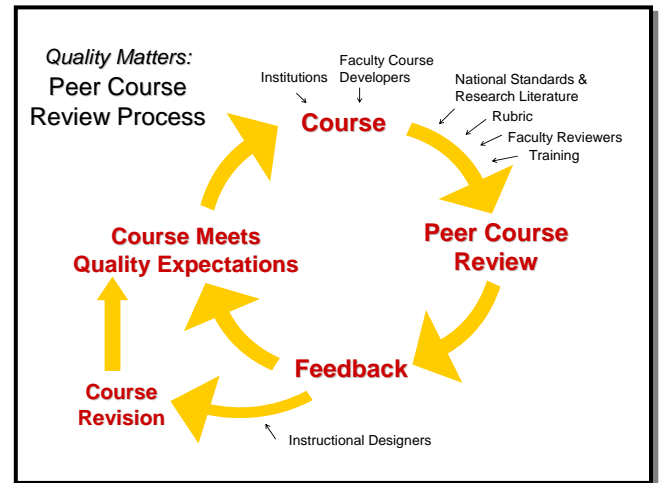 Quality Matters:
Peer Course
Review Process
Institutions
Faculty Course
Developers
Course
National Standards &
Research Literature
Rubric
Faculty Reviewers
Training
Peer Course
Review
Feedback
Instructional Designers
Course
Revision
Course Meets
Quality Expectations